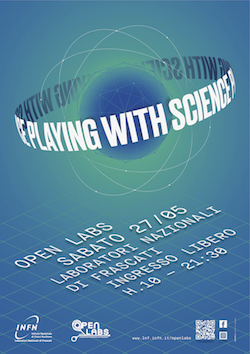 PLAYING WITH SCIENCE
OPEN LABS
SABATO 27/05
LABORATORI NAZIONALI
DI FRASCATI
INGRESSO LIBERO
H.10 - 21:30
INFN
OPEN
LABS
www.lnf.infn.it/openlabs